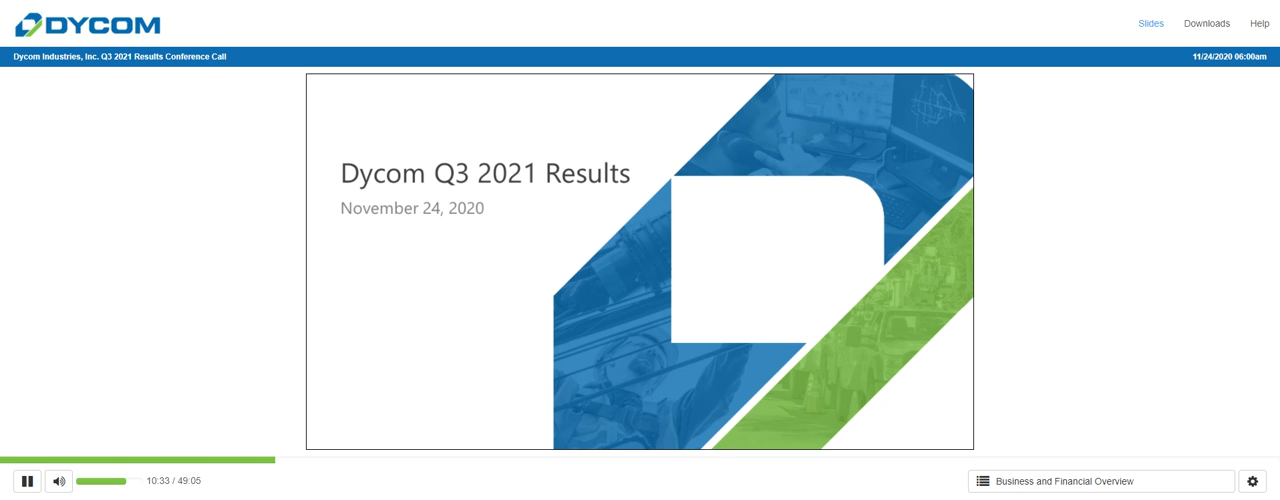 DYCOM
Slides
Downloads
Help
Dycom Industries, Inc. Q3 2021 Results Conference Call
11/24/2020 06:00am
Dycom Q3 2021 Results
November 24, 2020
10:33 / 49:05
Business and Financial Overview